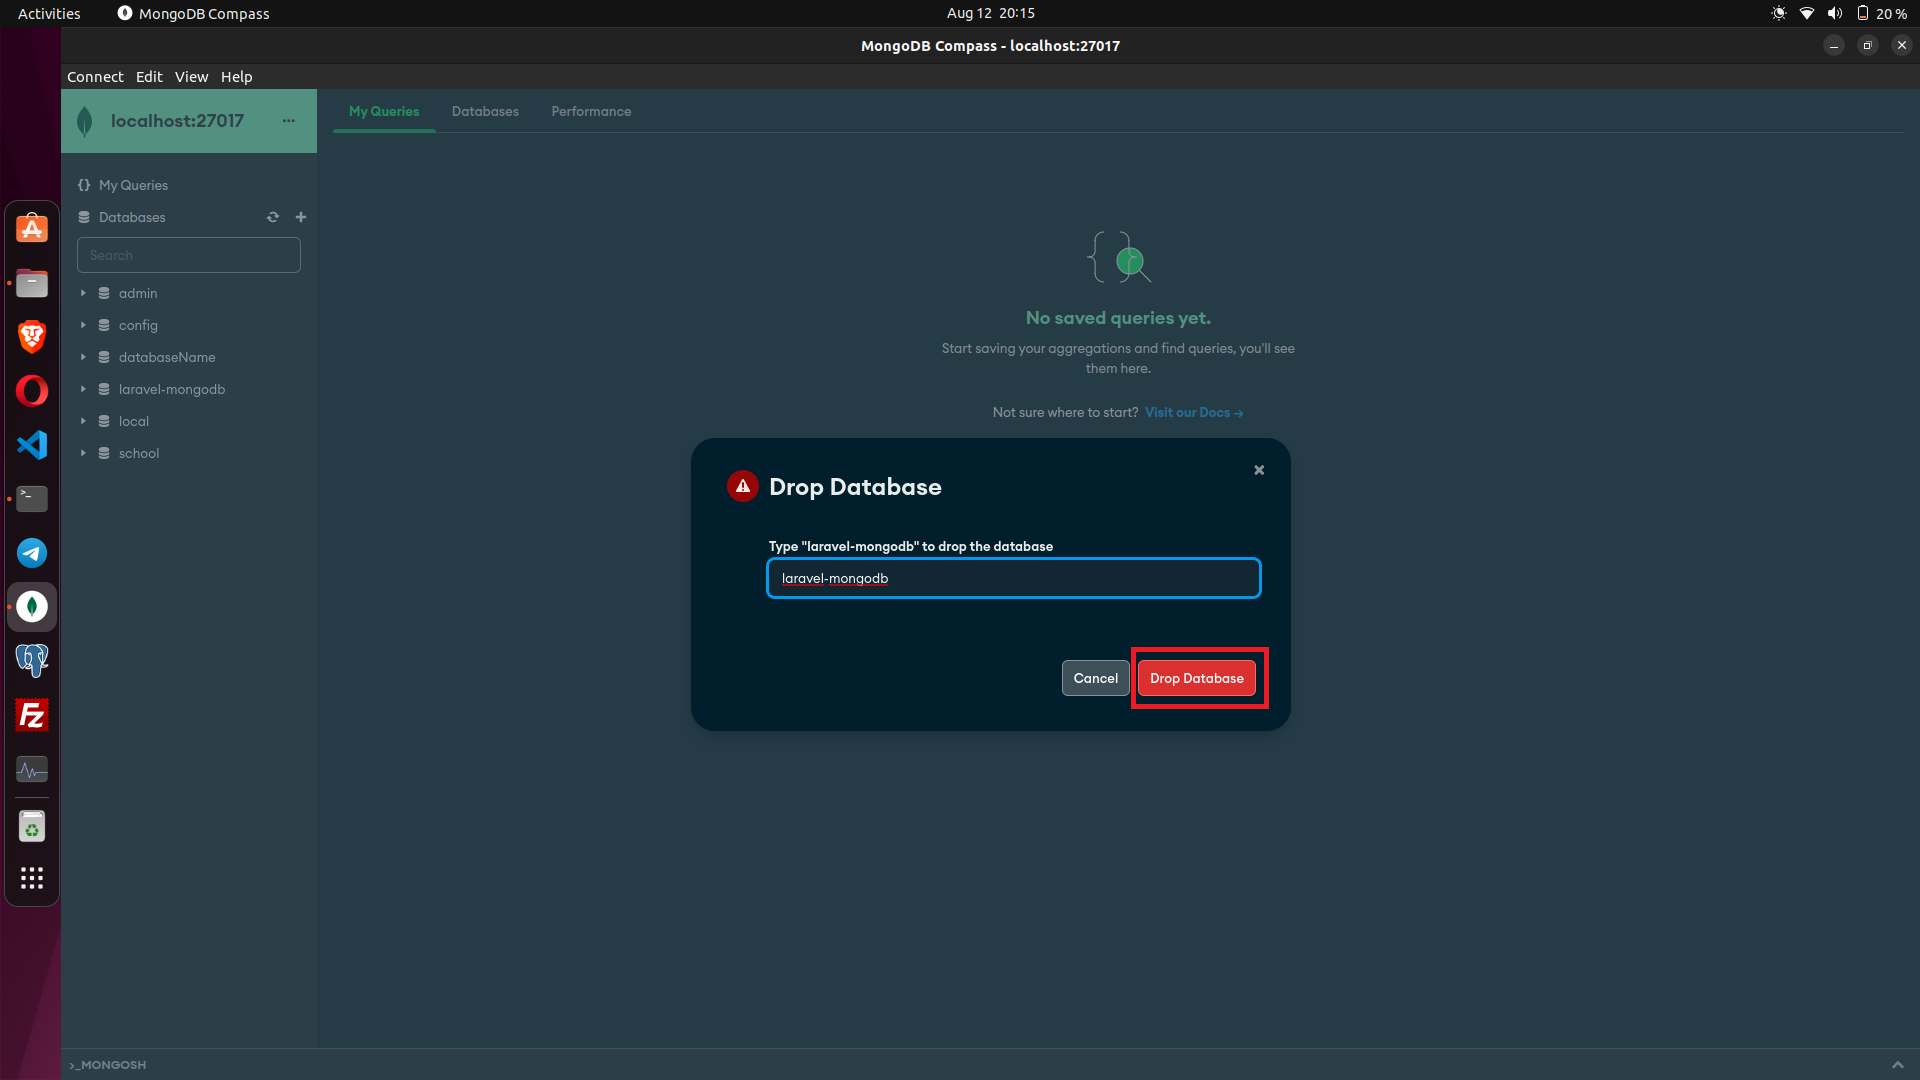 Activities
MongoDB Compass
Aug 12 20:15
20 %
MongoDB Compass - localhost:27017
Connect Edit View Help
localhost:27017
My Queries
Databases
Performance
{} My Queries
Databases
Search
admin
config
databaseName
laravel-mongodb
local
school
No saved queries yet.
Start saving your aggregations and find queries, you'll see
them here.
Not sure where to start? Visit our Docs →
Drop Database
Type "laravel-mongodb" to drop the database
laravel-mongodb
Cancel
Drop Database
>_MONGOSH